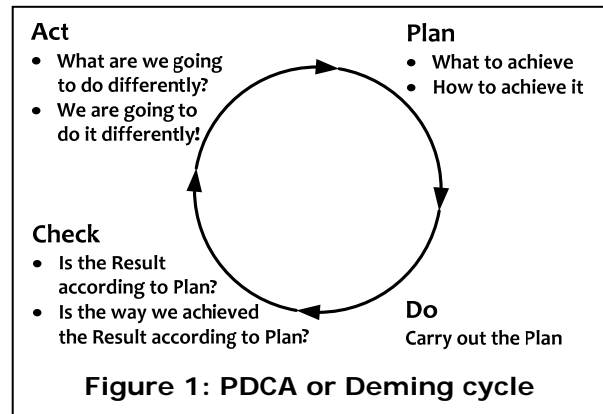 Act
• What are we going
to do differently?
• We are going to
do it differently!
Plan
• What to achieve
• How to achieve it
Check
• Is the Result
according to Plan?
• Is the way we achieved
the Result according to Plan?
Do
Carry out the Plan
Figure 1: PDCA or Deming cycle